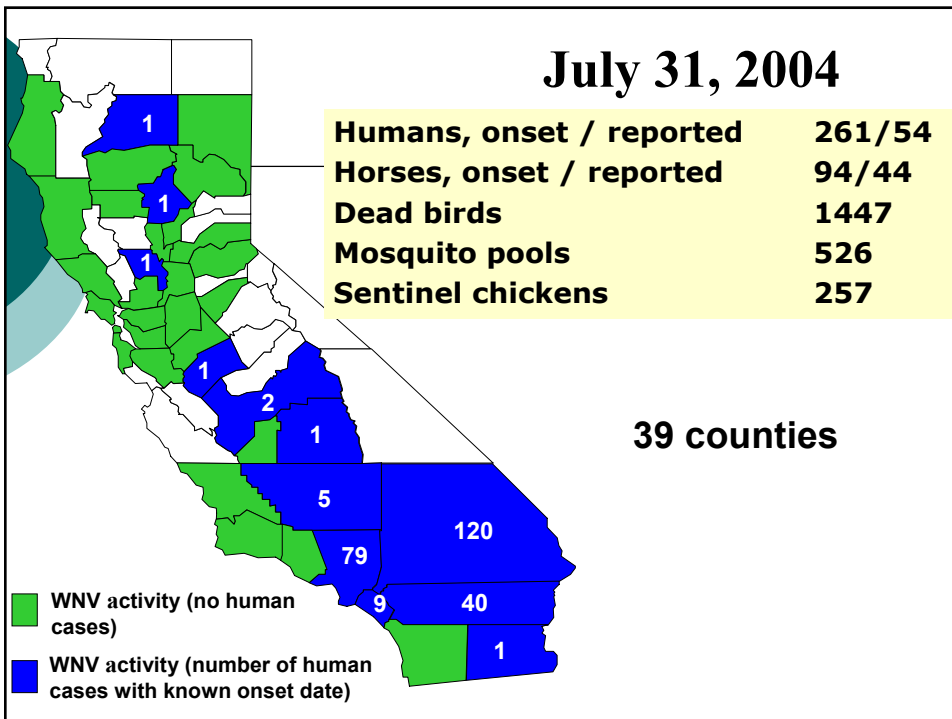 July 31, 2004
Humans, onset / reported 261/54
Horses, onset / reported 94/44
Dead birds 1447
Mosquito pools 526
Sentinel chickens 257
39 counties
1
1
1
1
2
1
5
120
79
9
40
1
WNV activity (no human
cases)
WNV activity (number of human
cases with known onset date)